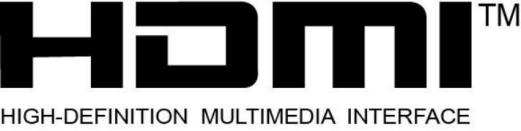 HDMI™
HIGH-DEFINITION MULTIMEDIA INTERFACE